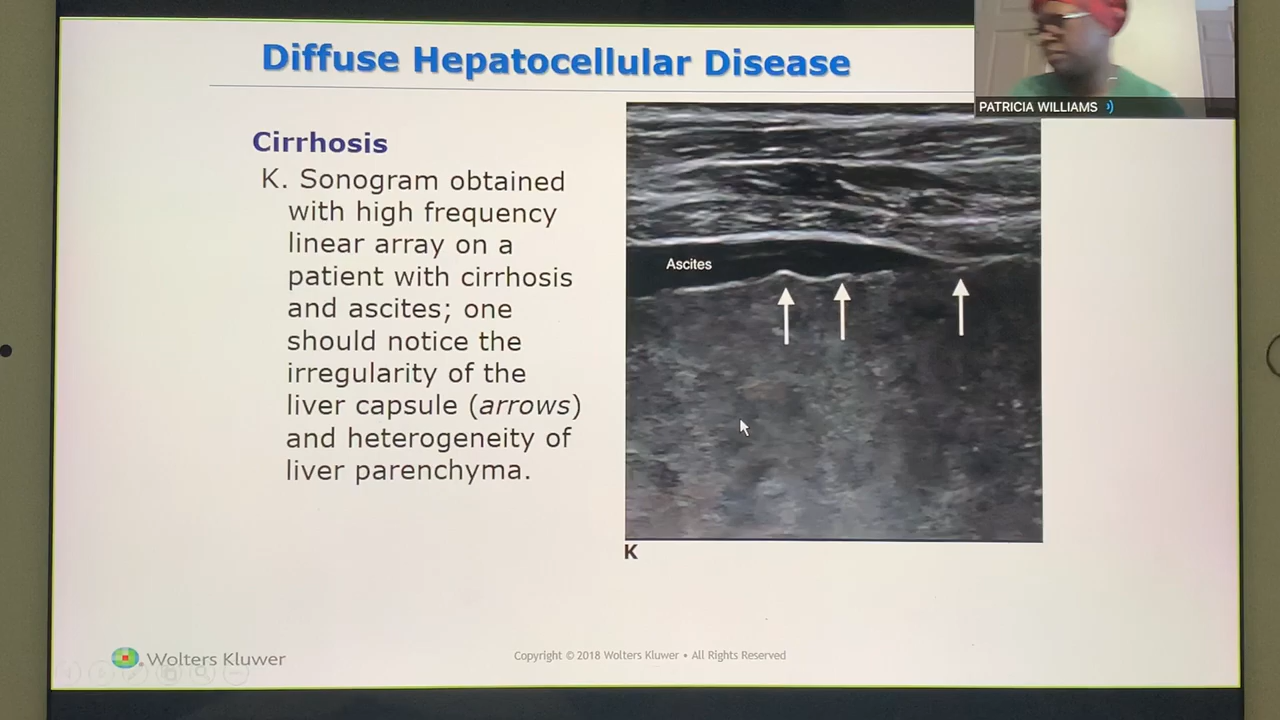 Diffuse Hepatocellular Disease
PATRICIA WILLIAMS
Cirrhosis
K. Sonogram obtained
with high frequency
linear array on a
patient with cirrhosis
and ascites; one
should notice the
irregularity of the
liver capsule (arrows)
and heterogeneity of
liver parenchyma.
Ascites
K
Wolters Kluwer
Copyright © 2018 Wolters Kluwer • All Rights Reserved